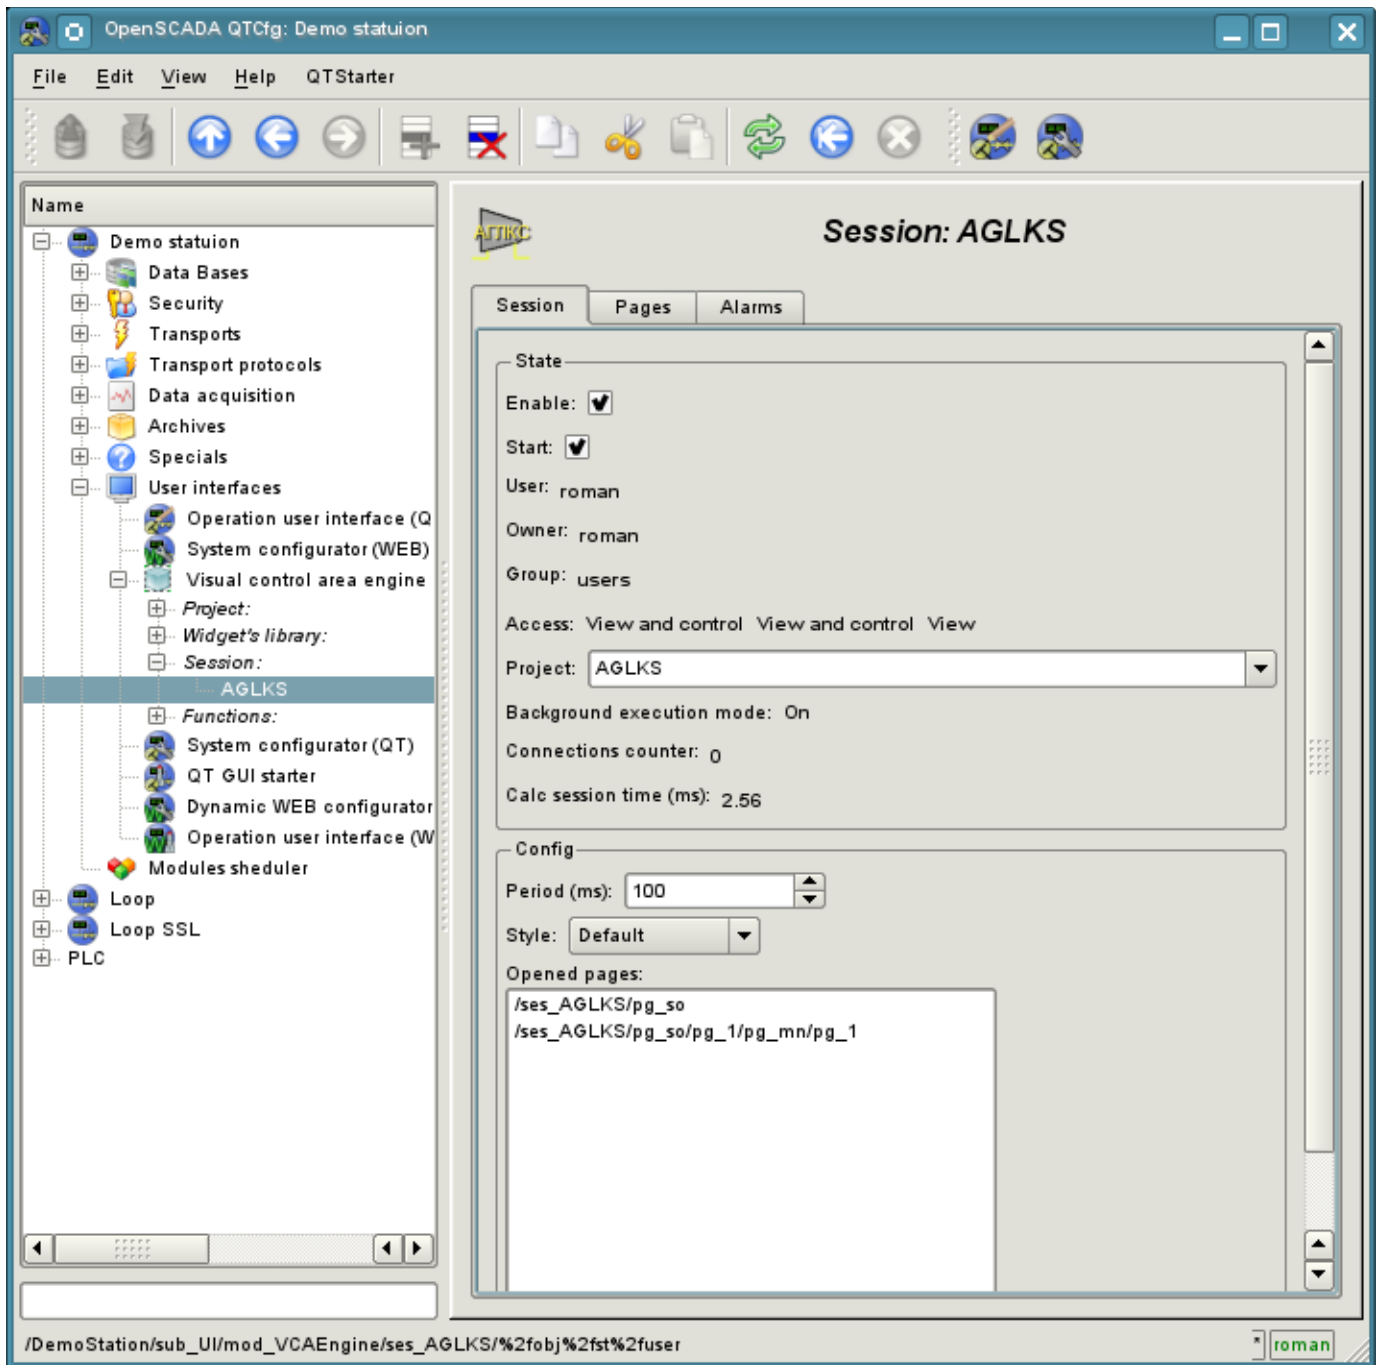 OpenSCADA QTCfg: Demo statuion
File Edit View Help QTStarter
Name
Demo statuion
Data Bases
Security
Transports
Transport protocols
Data acquisition
Archives
Specials
User interfaces
Operation user interface (Q
System configurator (WEB)
Visual control area engine
Project:
Widget's library:
Session:
AGLKS
Functions:
System configurator (QT)
QT GUI starter
Dynamic WEB configurator
Operation user interface (W
Modules sheduler
Loop
Loop SSL
PLC
АГЛКС
Session: AGLKS
Session Pages Alarms
State
Enable:
Start:
User: roman
Owner: roman
Group: users
Access: View and control View and control View
Project: AGLKS
Background execution mode: On
Connections counter: 0
Calc session time (ms): 2.56
Config
Period (ms): 100
Style: Default
Opened pages:
/ses_AGLKS/pg_so
/ses_AGLKS/pg_so/pg_1/pg_mn/pg_1
/DemoStation/sub_UI/mod_VCAEngine/ses_AGLKS/%2fobj%2fst%2fuser
* roman